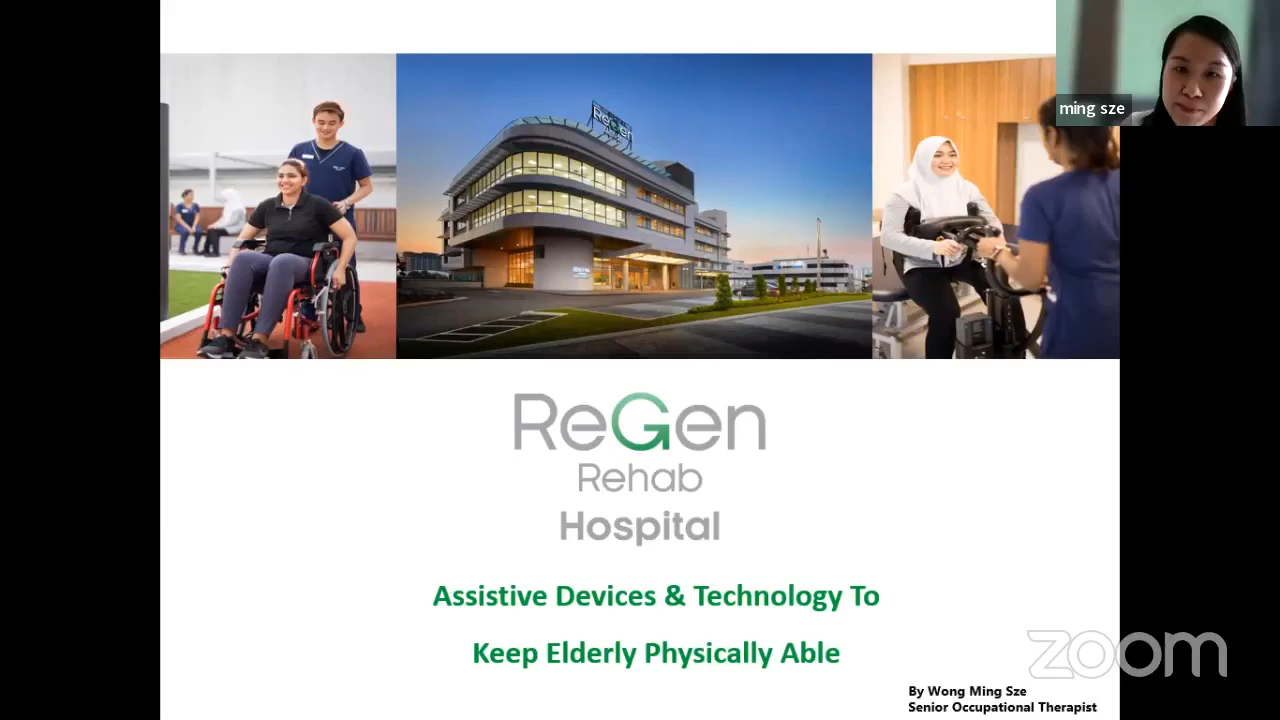 ming sze
ReGen
ReGen
Rehab
Hospital
Assistive Devices & Technology To
Keep Elderly Physically Able
zoom
By Wong Ming Sze
Senior Occupational Therapist